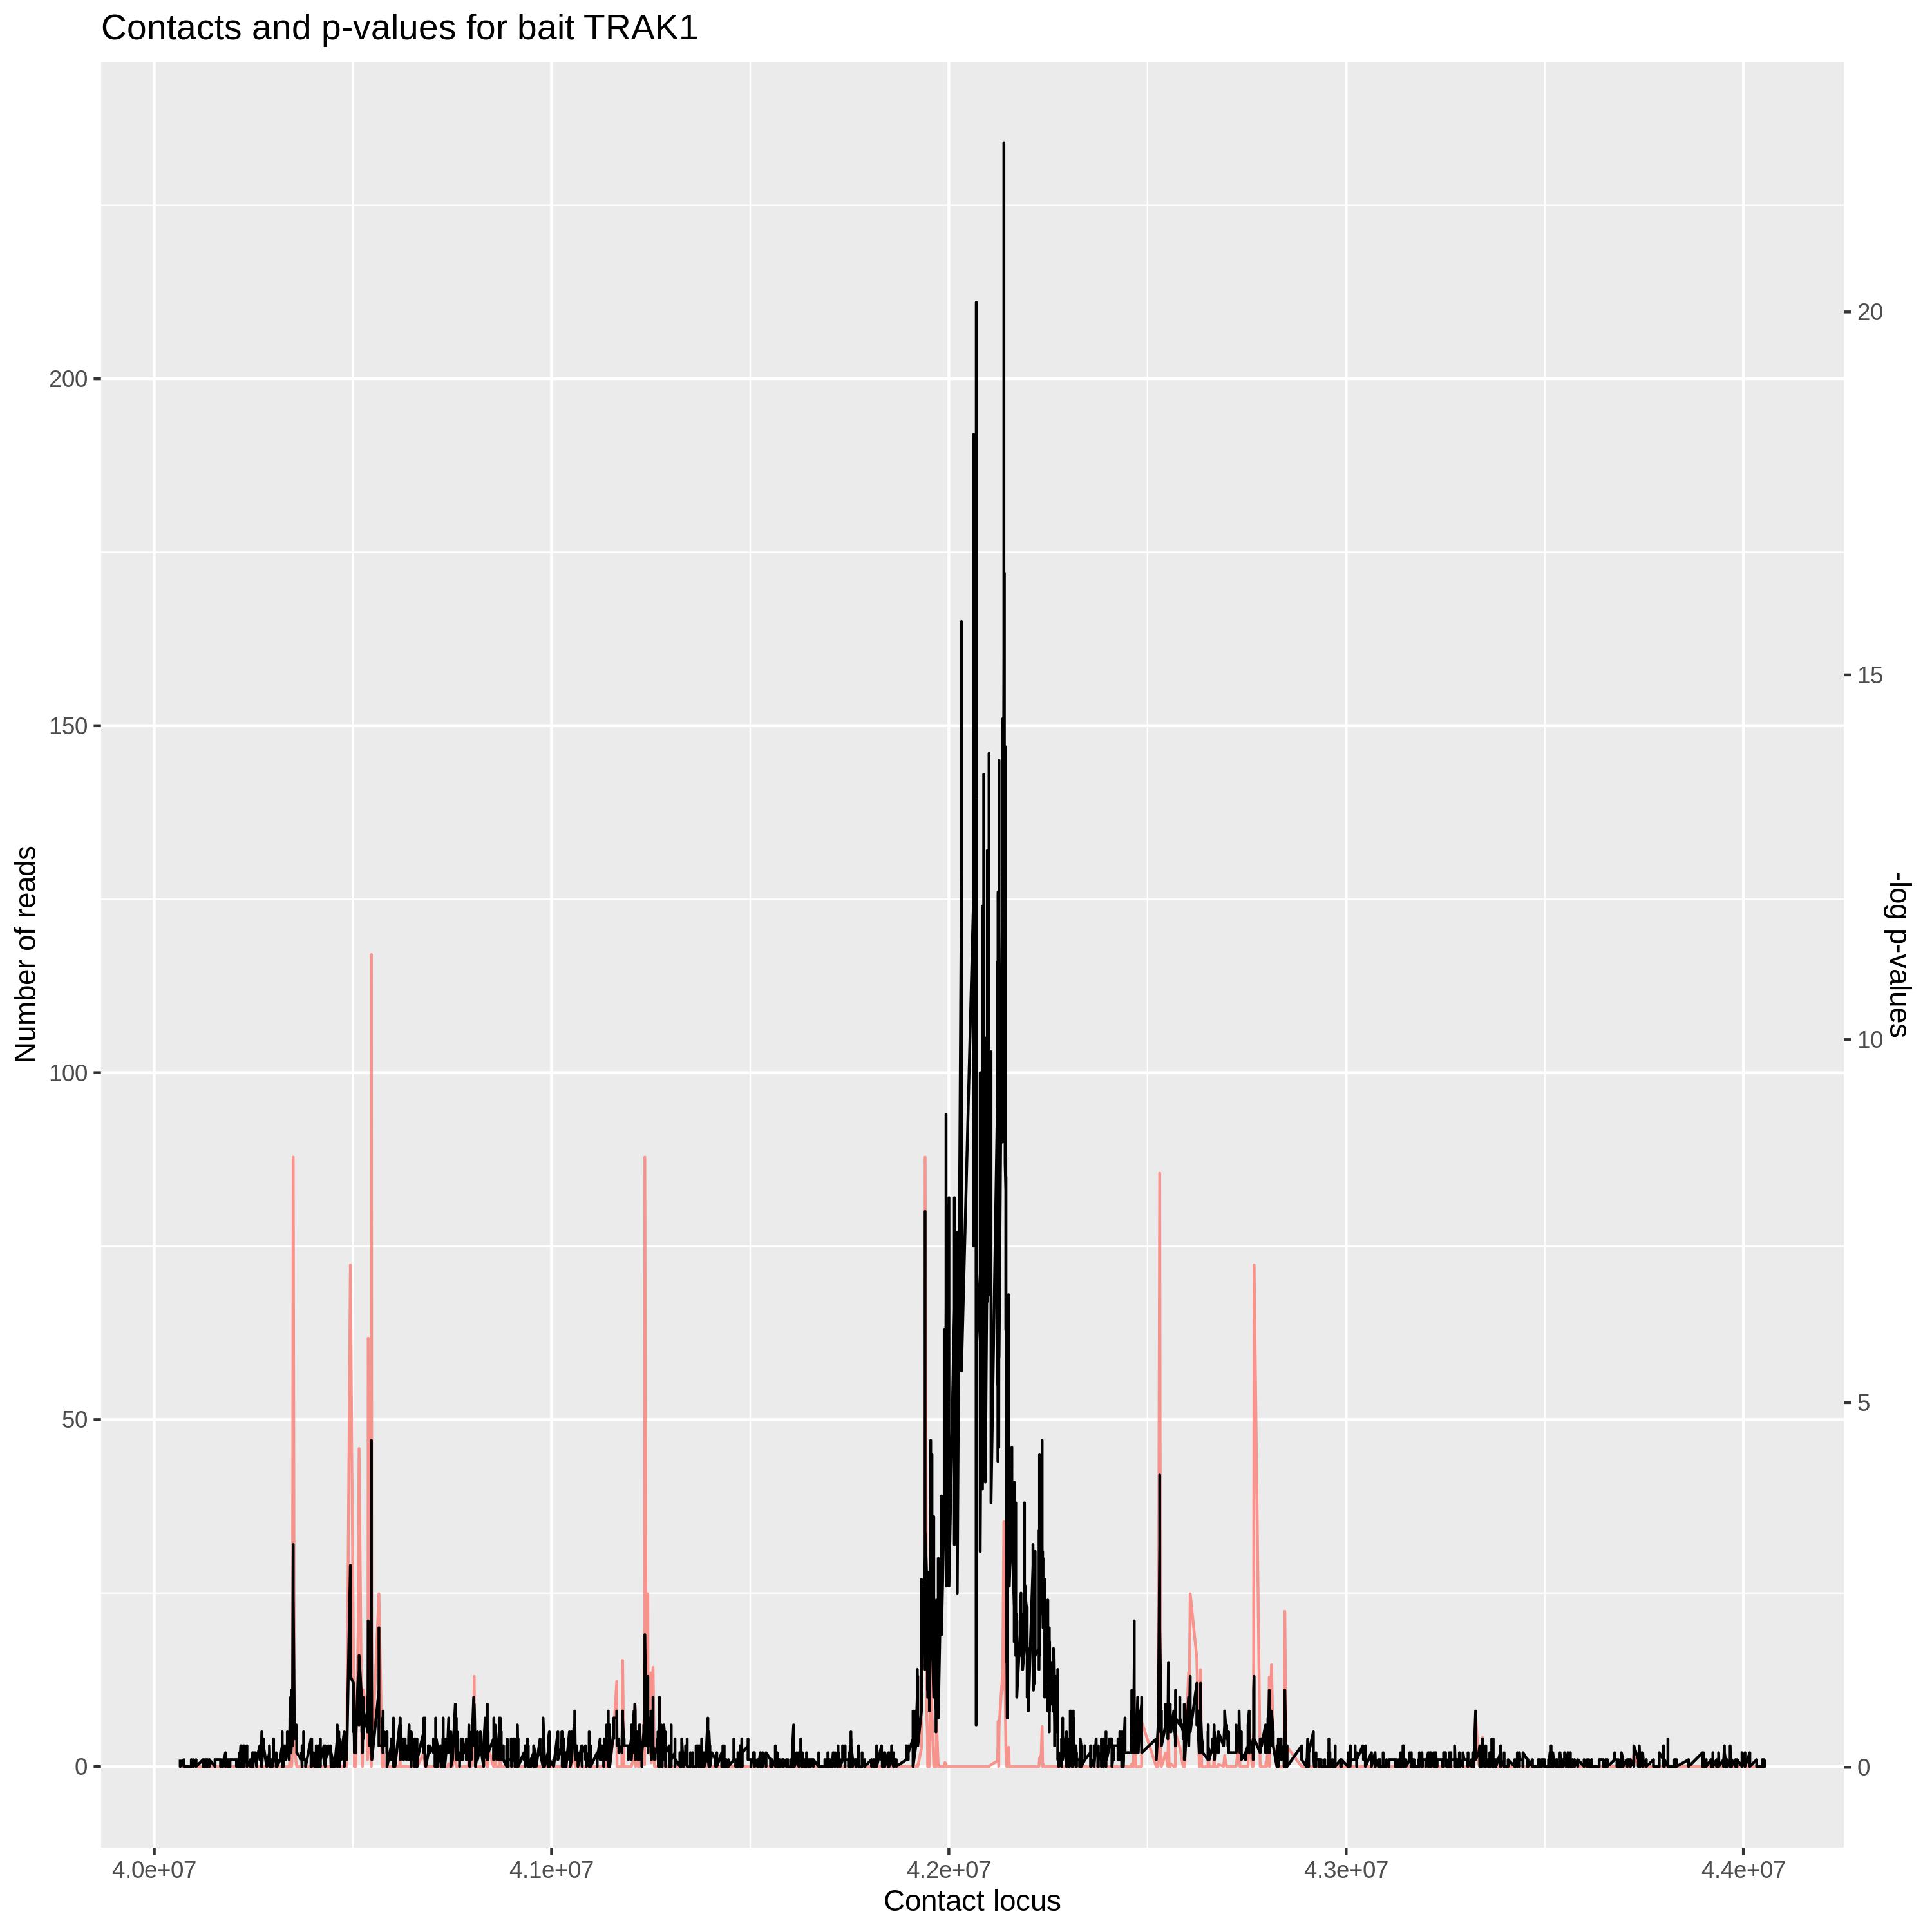 Contacts and p-values for bait TRAK1
Number of reads
200
150
100
50
0
20
15
10
5
0
-log p-values
4.0e+07
4.1e+07
4.2e+07
4.3e+07
4.4e+07
Contact locus